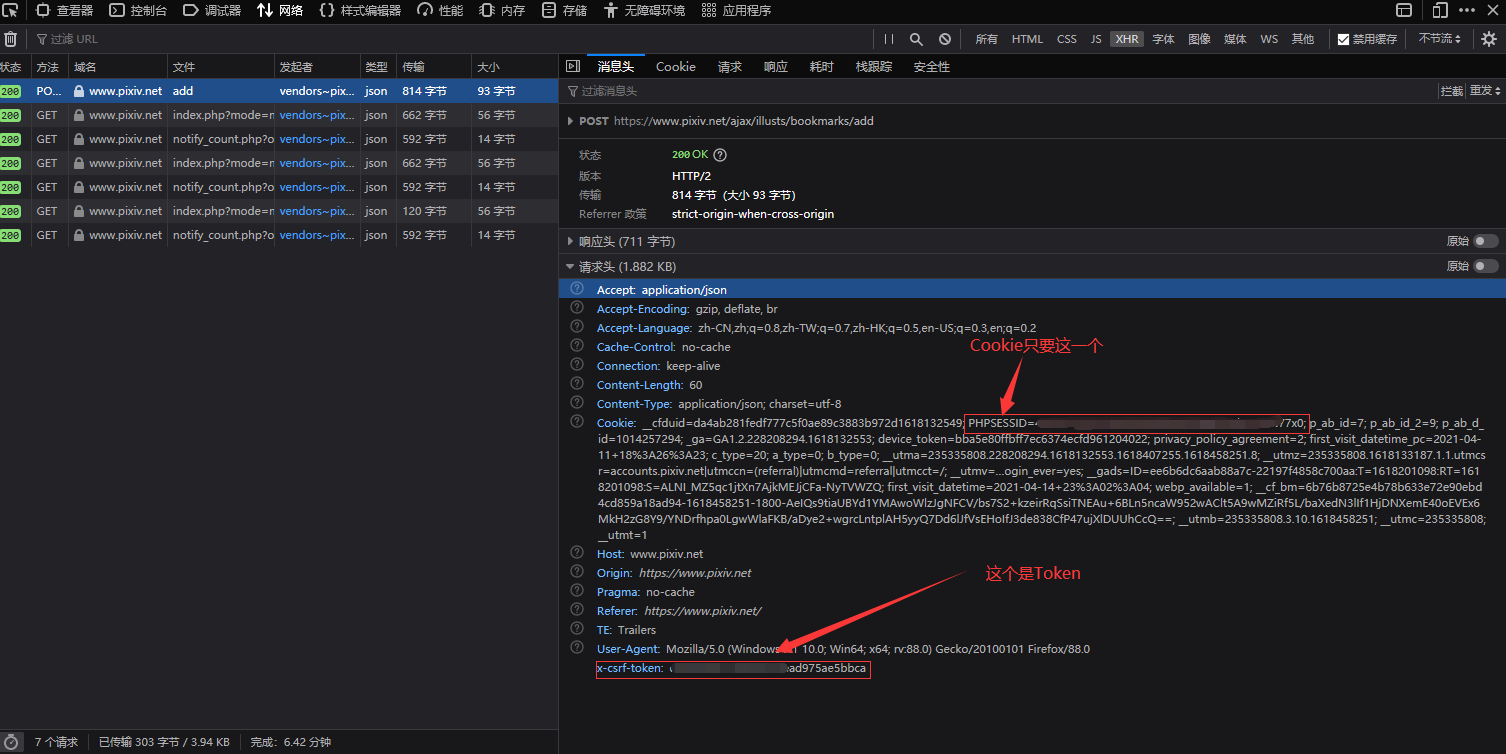 查看器 控制台 调试器 网络 样式编辑器 性能 内存 存储 无障碍环境 应用程序
过滤 URL 所有 HTML CSS JS XHR 字体 图像 媒体 WS 其他 禁用缓存 不节流
状态 方法 域名 文件 发起者 类型 传输 大小
200 PO... www.pixiv.net add vendors~pix... json 814 字节 93 字节
200 GET www.pixiv.net index.php?mode=m vendors~pix... json 662 字节 56 字节
200 GET www.pixiv.net notify_count.php?o vendors~pix... json 592 字节 14 字节
200 GET www.pixiv.net index.php?mode=m vendors~pix... json 662 字节 56 字节
200 GET www.pixiv.net notify_count.php?o vendors~pix... json 592 字节 14 字节
200 GET www.pixiv.net index.php?mode=m vendors~pix... json 120 字节 56 字节
200 GET www.pixiv.net notify_count.php?o vendors~pix... json 592 字节 14 字节
消息头 Cookie 请求 响应 耗时 栈跟踪 安全性
过滤消息头 拦截 重发
POST https://www.pixiv.net/ajax/illusts/bookmarks/add
状态 200 OK
版本 HTTP/2
传输 814 字节 (大小 93 字节)
Referrer 政策 strict-origin-when-cross-origin
响应头 (711 字节) 原始
请求头 (1.882 KB) 原始
Accept: application/json
Accept-Encoding: gzip, deflate, br
Accept-Language: zh-CN,zh;q=0.8,zh-TW;q=0.7,zh-HK;q=0.5,en-US;q=0.3,en;q=0.2
Cache-Control: no-cache
Cookie只要这一个
Connection: keep-alive
Content-Length: 60
Content-Type: application/json; charset=utf-8
Cookie: __cfduid=da4ab281fedf777c5f0ae89c3883b972d1618132549; PHPSESSID= 77x0; p_ab_id=7; p_ab_id_2=9; p_ab_d
_id=1014257294; _ga=GA1.2.228208294.1618132553; device_token=bba5e80ffbff7ec6374ecfd961204022; privacy_policy_agreement=2; first_visit_datetime_pc=2021-04-
11+18%3A26%3A23; c_type=20; a_type=0; b_type=0; __utma=235335808.228208294.1618132553.1618407255.1618458251.8; __utmz=235335808.1618133187.1.1.utmcs
r=accounts.pixiv.net|utmccn=(referral)|utmcmd=referral|utmcct=/; __utmv=...ogin_ever=yes; __gads=ID=ee6b6dc6aab88a7c-22197f4858c700aa:T=1618201098:RT=161
8201098:S=ALNI_MZ5qc1jtXn7AjkMEJjCFa-NyTVWZQ; first_visit_datetime=2021-04-14+23%3A02%3A04; webp_available=1; __cf_bm=6b76b8725e4b78b633e72e90ebd
4cd859a18ad94-1618458251-1800-AeIQs9tiaUBYd1YMAwoWlzJgNFCV/bs7S2+kzeirRqSsiTNEAu+6BLn5ncaW952wAClt5A9wMZiRf5L/baXedN3lIf1HjDNXemE40oEVEx6
MkH2zG8Y9/YNDrfhpa0LgwWlaFKB/aDye2+wgrcLntplAH5yyQ7Dd6lJfVsEHoIfJ3de838CfP47ujXlDUUhCcQ==; __utmb=235335808.3.10.1618458251; __utmc=235335808;
__utmt=1
Host: www.pixiv.net
Origin: https://www.pixiv.net
这个是Token
Pragma: no-cache
Referer: https://www.pixiv.net/
TE: Trailers
User-Agent: Mozilla/5.0 (Windows 10.0; Win64; x64; rv:88.0) Gecko/20100101 Firefox/88.0
x-csrf-token: ead975ae5bbca
7 个请求 已传输 303 字节 / 3.94 KB 完成：6.42 分钟